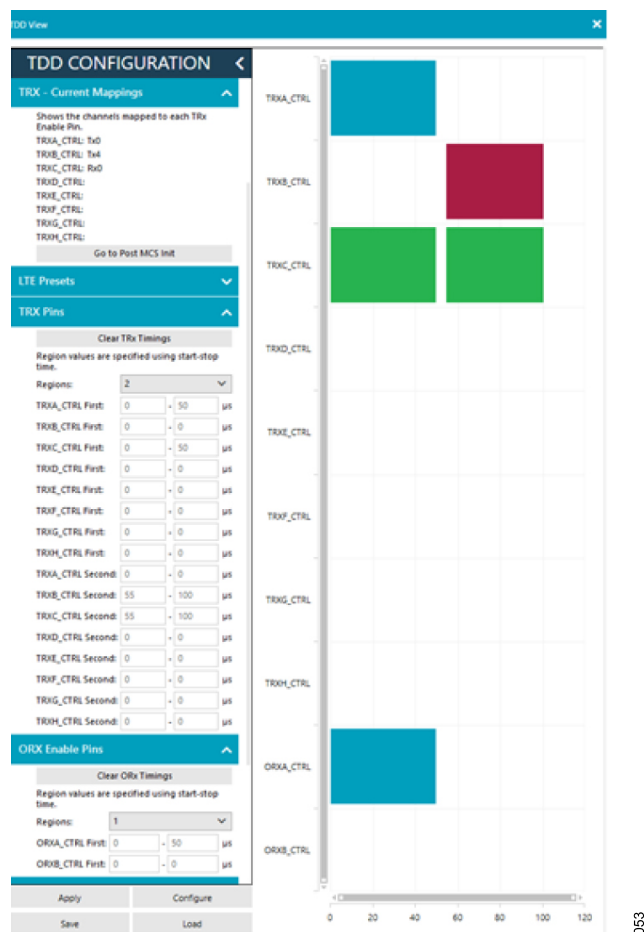 TDD View
×
TDD CONFIGURATION <
TRX - Current Mappings
Shows the channels mapped to each TRx
Enable Pin.
TRXA_CTRL: Tx0
TRXB_CTRL: Tx4
TRXC_CTRL: Rx0
TRXD_CTRL:
TRXE_CTRL:
TRXF_CTRL:
TRXG_CTRL:
TRXH_CTRL:
Go to Post MCS Init
LTE Presets
TRX Pins
Clear TRx Timings
Region values are specified using start-stop
time.
Regions: 2
TRXA_CTRL First: 0 - 50 µs
TRXB_CTRL First: 0 - 0 µs
TRXC_CTRL First: 0 - 50 µs
TRXD_CTRL First: 0 - 0 µs
TRXE_CTRL First: 0 - 0 µs
TRXF_CTRL First: 0 - 0 µs
TRXG_CTRL First: 0 - 0 µs
TRXH_CTRL First: 0 - 0 µs
TRXA_CTRL Second: 0 - 0 µs
TRXB_CTRL Second: 55 - 100 µs
TRXC_CTRL Second: 55 - 100 µs
TRXD_CTRL Second: 0 - 0 µs
TRXE_CTRL Second: 0 - 0 µs
TRXF_CTRL Second: 0 - 0 µs
TRXG_CTRL Second: 0 - 0 µs
TRXH_CTRL Second: 0 - 0 µs
ORX Enable Pins
Clear ORx Timings
Region values are specified using start-stop
time.
Regions: 1
ORXA_CTRL First: 0 - 50 µs
ORXB_CTRL First: 0 - 0 µs
Apply Configure
Save Load
TRXA_CTRL
TRXB_CTRL
TRXC_CTRL
TRXD_CTRL
TRXE_CTRL
TRXF_CTRL
TRXG_CTRL
TRXH_CTRL
ORXA_CTRL
ORXB_CTRL
0 20 40 60 80 100 120
053